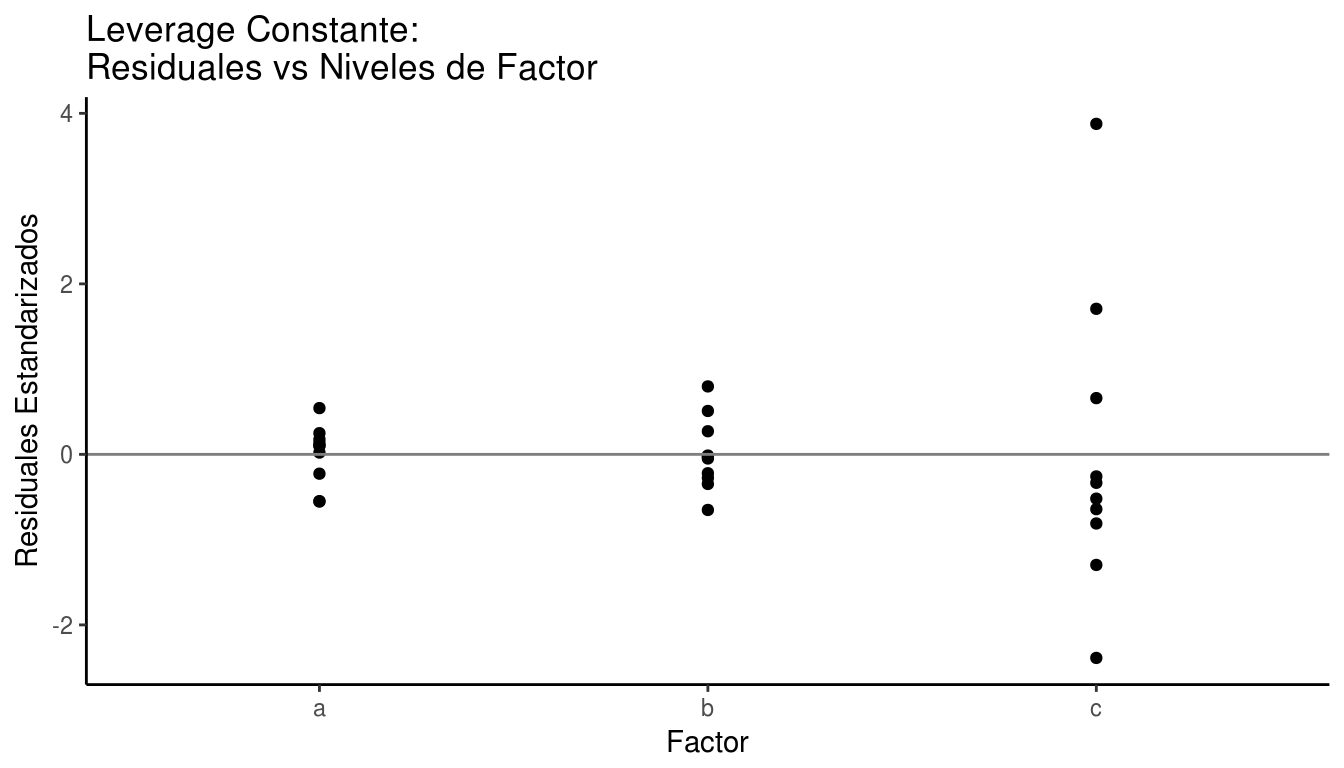 Leverage Constante:
Residuales vs Niveles de Factor
Residuales Estandarizados
4
2
0
-2
a
b
c
Factor